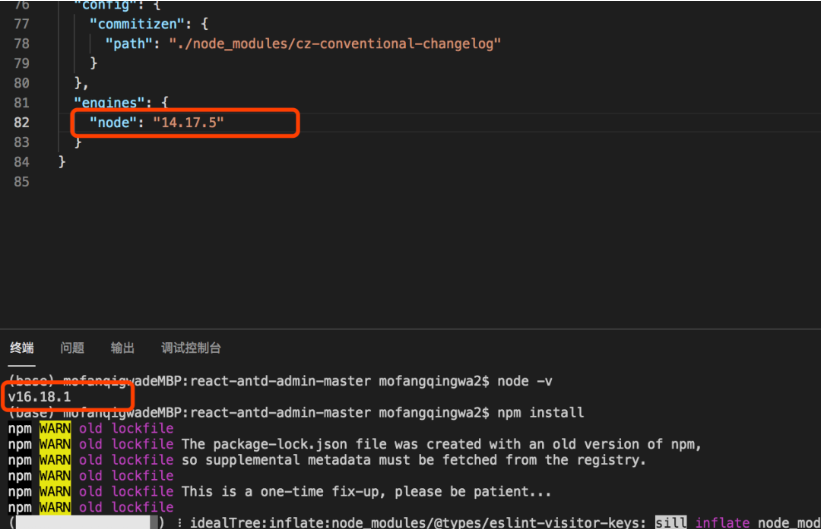 76 "config": {
77 "commitizen": {
78 "path": "./node_modules/cz-conventional-changelog"
79 }
80 },
81 "engines": {
82 "node": "14.17.5"
83 }
84 }
85
终端 问题 输出 调试控制台
(base) mofanqigwadeMBP:react-antd-admin-master mofangqingwa2$ node -v
v16.18.1
(base) mofanqigwadeMBP:react-antd-admin-master mofangqingwa2$ npm install
npm WARN old lockfile
npm WARN old lockfile The package-lock.json file was created with an old version of npm,
npm WARN old lockfile so supplemental metadata must be fetched from the registry.
npm WARN old lockfile
npm WARN old lockfile This is a one-time fix-up, please be patient...
npm WARN old lockfile
( ) ⠸ idealTree:inflate:node_modules/@types/eslint-visitor-keys: sill inflate node_mod